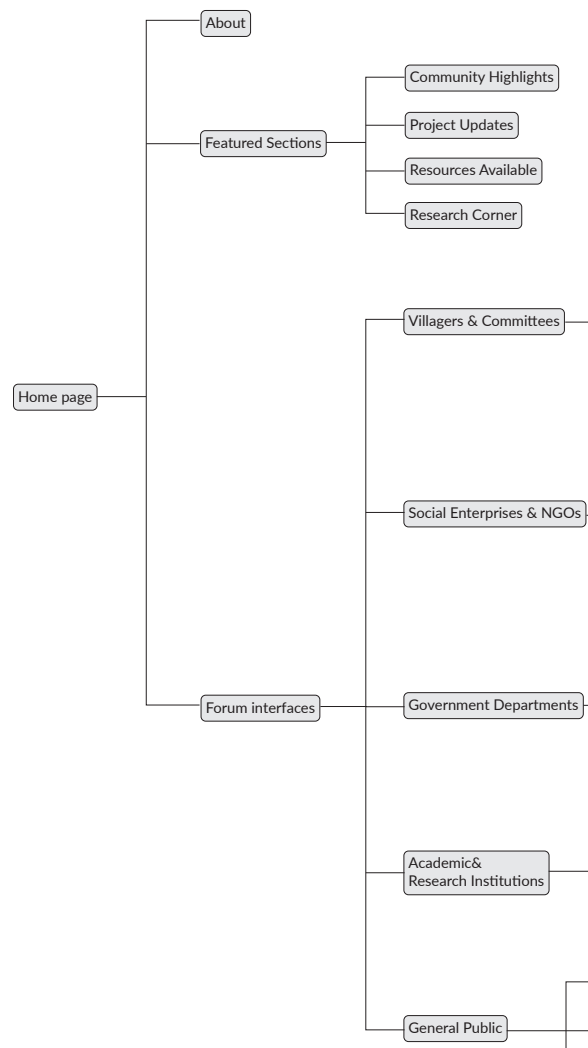 About
Featured Sections
Community Highlights
Project Updates
Resources Available
Research Corner
Home page
Forum interfaces
Villagers & Committees
Social Enterprises & NGOs
Government Departments
Academic&
Research Institutions
General Public